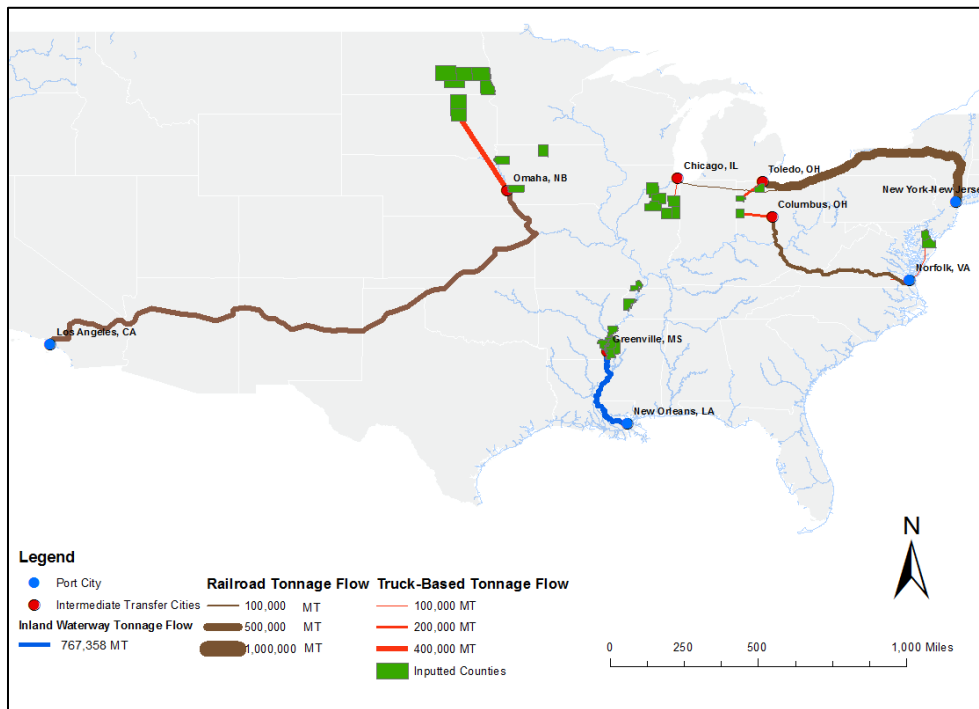 Chicago, IL
Toledo, OH
Omaha, NB
New York-New Jerse
Columbus, OH
Norfolk, VA
Los Angeles, CA
Greenville, MS
New Orleans, LA
N
Legend
Port City
Intermediate Transfer Cities
Inland Waterway Tonnage Flow
767,358 MT
Railroad Tonnage Flow
100,000 MT
500,000 MT
1,000,000 MT
Truck-Based Tonnage Flow
100,000 MT
200,000 MT
400,000 MT
Inputted Counties
0 250 500 1,000 Miles